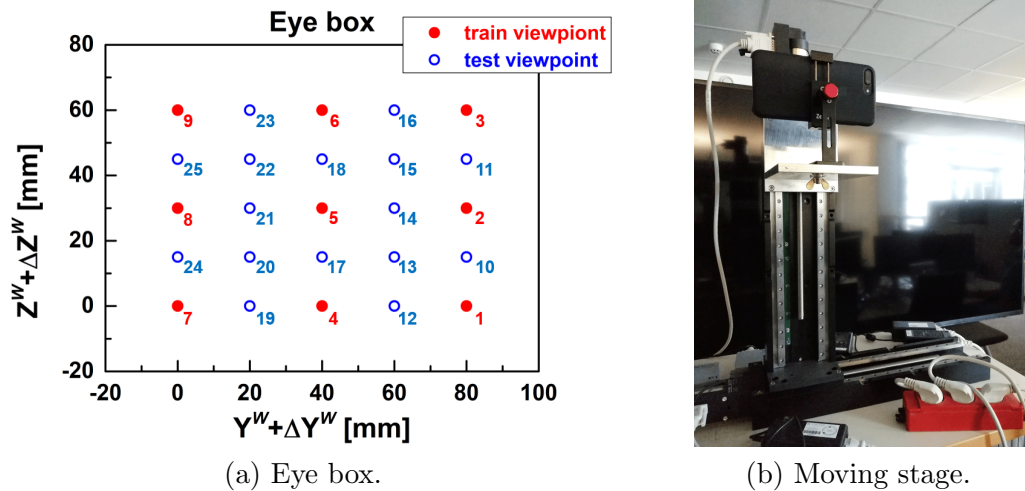 Eye box
80
train viewpiont
test viewpoint
60
9 23 6 16 3
25 22 18 15 11
40
8 21 5 14 2
20
24 20 17 13 10
0
7 19 4 12 1
-20
-20 0 20 40 60 80 100
Z^W+ΔZ^W [mm]
Y^W+ΔY^W [mm]
(a) Eye box.
(b) Moving stage.